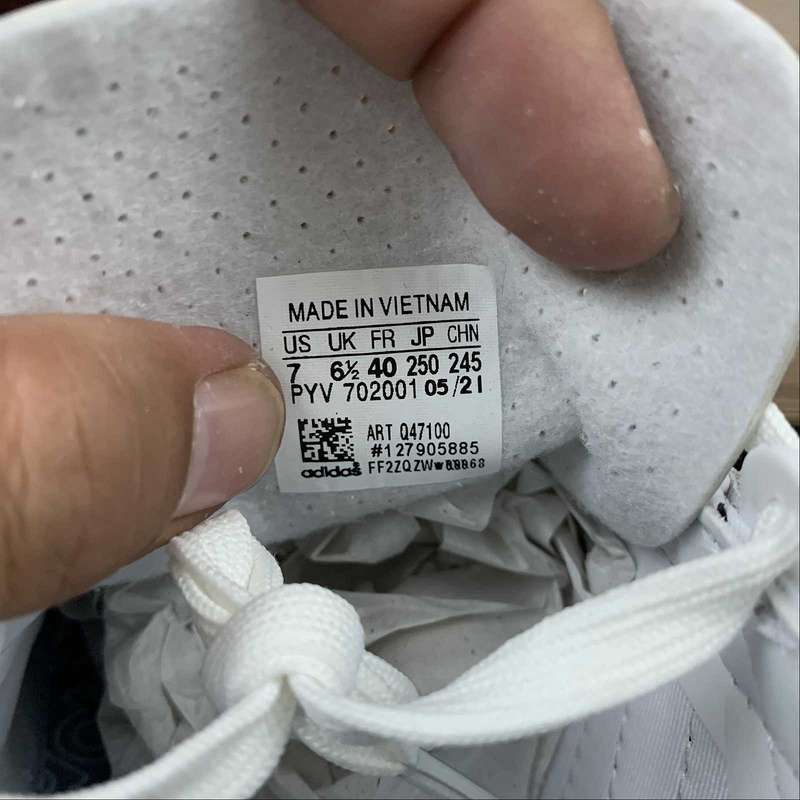 MADE IN VIETNAM
US UK FR JP CHN
7 6½ 40 250 245
PYV 702001 05/21
ART Q47100
#127905885
adidas